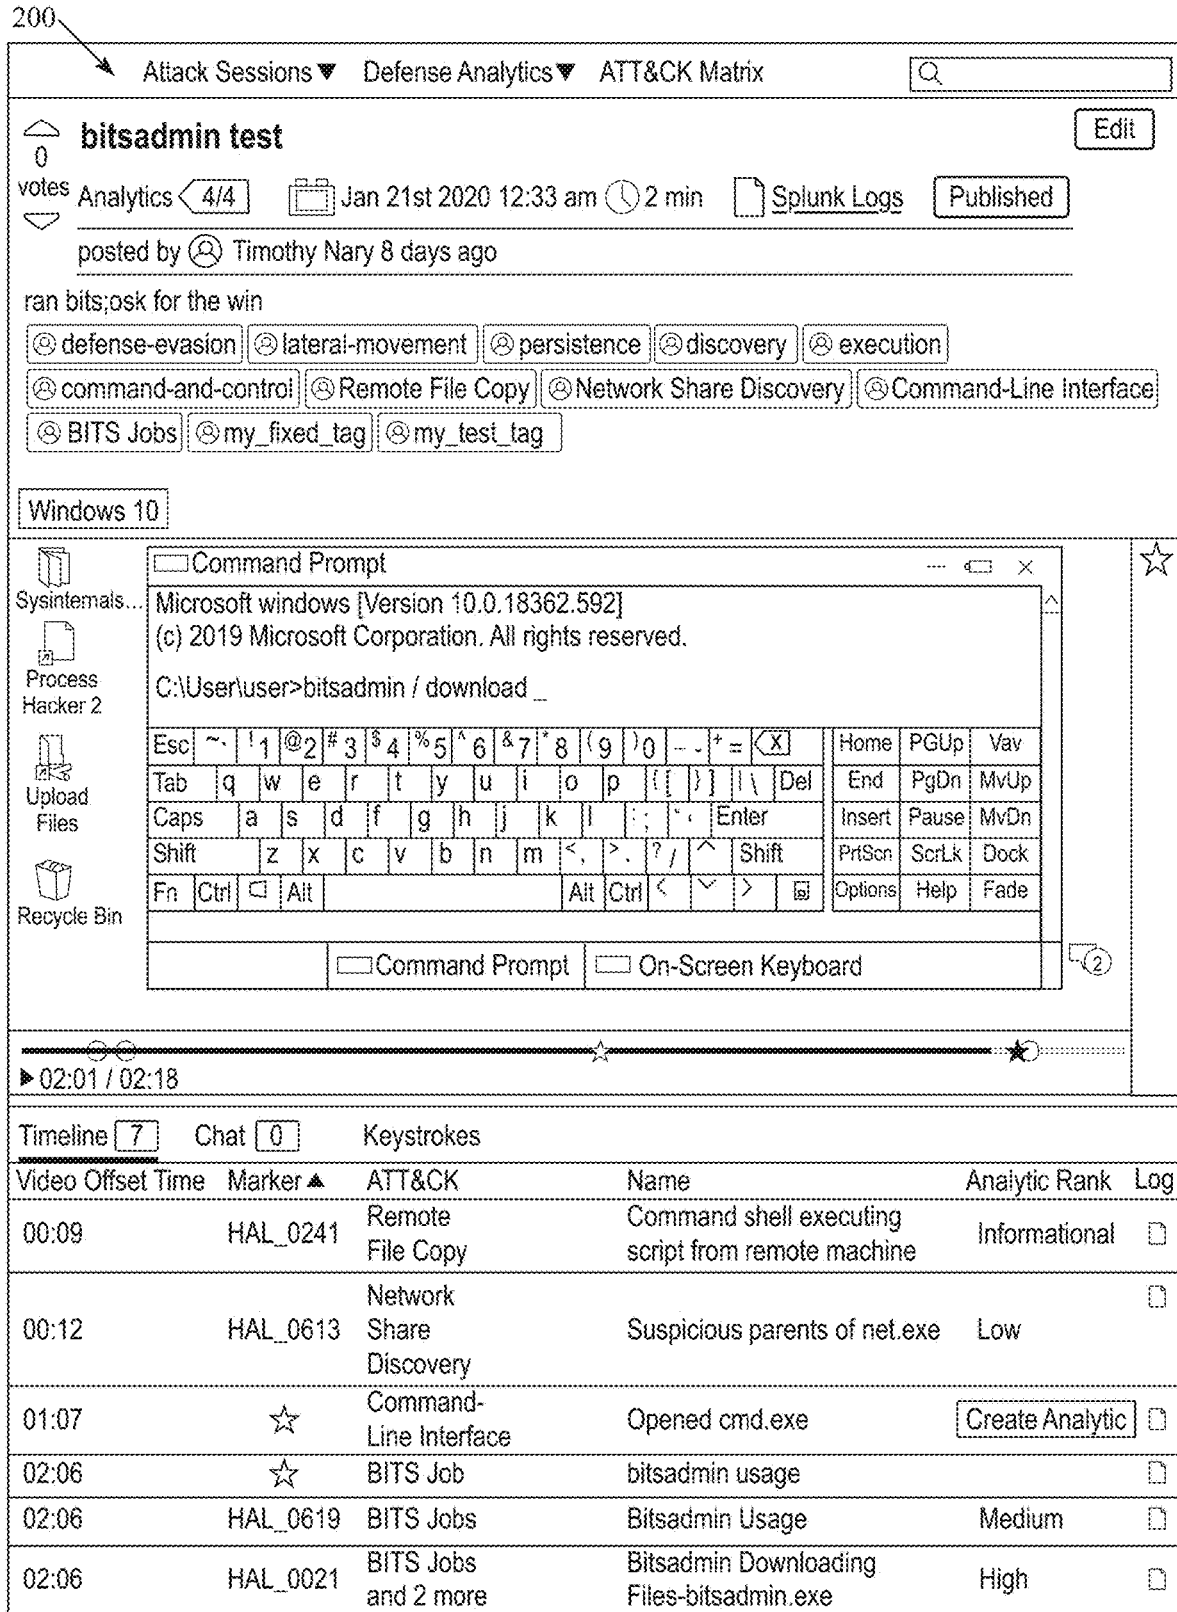 200
Attack Sessions▼ Defense Analytics▼ ATT&CK Matrix
bitsadmin test Edit
0
votes Analytics 4/4 Jan 21st 2020 12:33 am 2 min Splunk Logs Published
posted by Timothy Nary 8 days ago
ran bits;osk for the win
defense-evasion lateral-movement persistence discovery execution
command-and-control Remote File Copy Network Share Discovery Command-Line Interface
BITS Jobs my_fixed_tag my_test_tag
Windows 10
Command Prompt
Sysinternals...
Microsoft windows [Version 10.0.18362.592]
(c) 2019 Microsoft Corporation. All rights reserved.
Process
Hacker 2
C:\User\user>bitsadmin / download _
Esc ~ ` ! 1 @ 2 # 3 $ 4 % 5 ^ 6 & 7 * 8 ( 9 ) 0 _ - + = X Home PGUp Vav
Tab q w e r t y u i o p { [ } ] | \ Del End PgDn MvUp
Upload
Files
Caps a s d f g h j k l : ; " ' Enter Insert Pause MvDn
Shift z x c v b n m < , > . ? / ^ Shift PrtScn ScrLk Dock
Fn Ctrl Alt Alt Ctrl < > Options Help Fade
Recycle Bin
Command Prompt On-Screen Keyboard 2
02:01 / 02:18
Timeline 7 Chat 0 Keystrokes
Video Offset Time Marker ▲ ATT&CK Name Analytic Rank Log
00:09 HAL_0241 Remote File Copy Command shell executing script from remote machine Informational
00:12 HAL_0613 Network Share Discovery Suspicious parents of net.exe Low
01:07 Command-Line Interface Opened cmd.exe Create Analytic
02:06 BITS Job bitsadmin usage
02:06 HAL_0619 BITS Jobs Bitsadmin Usage Medium
02:06 HAL_0021 BITS Jobs and 2 more Bitsadmin Downloading Files-bitsadmin.exe High